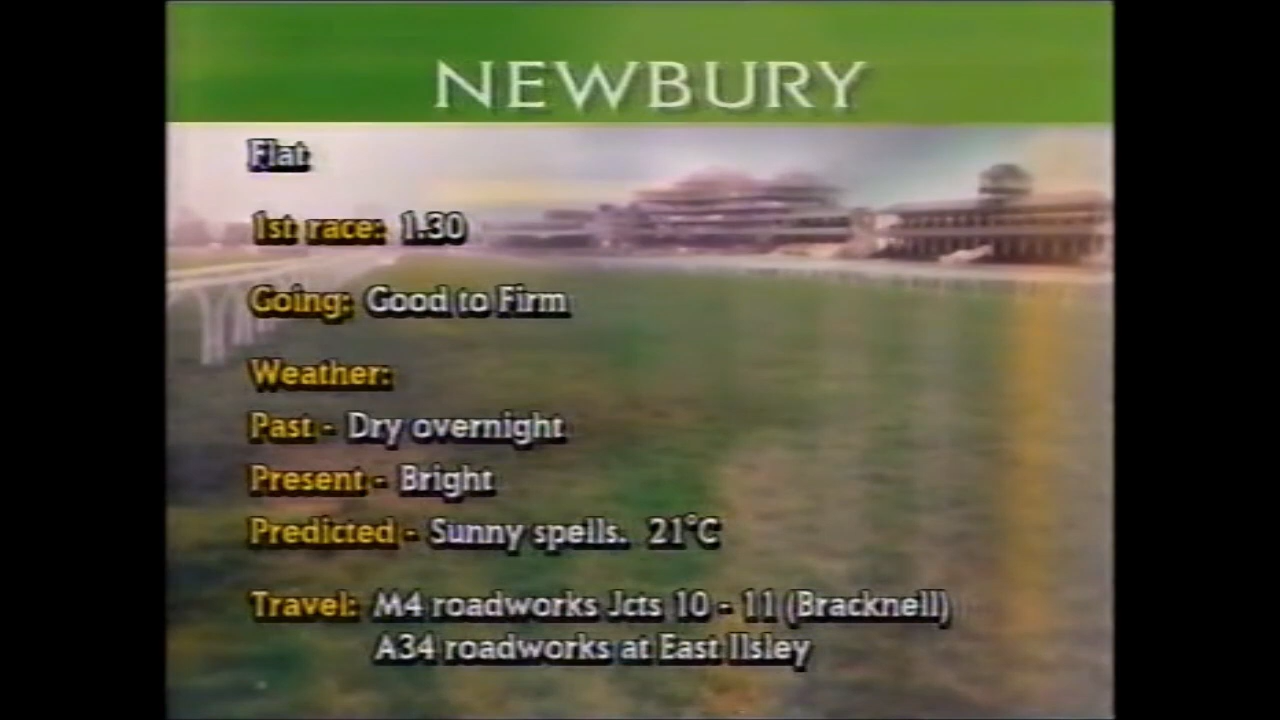 NEWBURY
Flat
1st race: 1.30
Going: Good to Firm
Weather:
Past - Dry overnight
Present - Bright
Predicted - Sunny spells. 21°C
Travel: M4 roadworks Jcts 10 - 11 (Bracknell)
A34 roadworks at East Ilsley